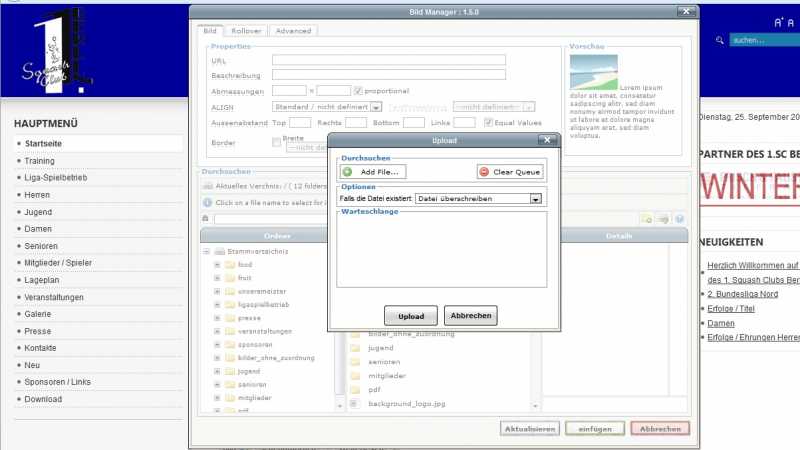 Bild Manager : 1.5.0
Bild
Rollover
Advanced
Properties
URL
Beschreibung
Abmessungen x proportional
ALIGN Standard / nicht definiert --nicht definiert--
Aussenabstand Top Rechts Bottom Links Equal Values
Border Breite
Vorschau
Lorem ipsum
dolor sit amet, consetetur
sadipscing elitr, sed diam
nonumy eirmod tempor invidunt
ut labore et dolore magna
aliquyam erat, sed diam
voluptua.
Durchsuchen
Aktuelles Verzhnis: / ( 12 folders
Click on a file name to select for i
Ordner
Details
Stammverzeichnis
food
fruit
unseremeister
ligaspielbetrieb
presse
veranstaltungen
sponsoren
bilder_ohne_zuordnung
jugend
senioren
mitglieder
pdf
bilder_ohne_zuordnung
jugend
senioren
mitglieder
pdf
background_logo.jpg
Aktualisieren
einfügen
Abbrechen
Upload
Durchsuchen
Add File...
Clear Queue
Optionen
Falls die Datei existiert: Datei überschreiben
Warteschlange
Upload
Abbrechen
1.
Squash
Club
HAUPTMENÜ
Startseite
Training
Liga-Spielbetrieb
Herren
Jugend
Damen
Senioren
Mitglieder / Spieler
Lageplan
Veranstaltungen
Galerie
Presse
Kontakte
Neu
Sponsoren / Links
Download
suchen...
Dienstag, 25. September 20
PARTNER DES 1.SC BE
WINTER
NEUIGKEITEN
Herzlich Willkommen auf
des 1. Squash Clubs Ber
2. Bundesliga Nord
Erfolge / Titel
Damen
Erfolge / Ehrungen Herre